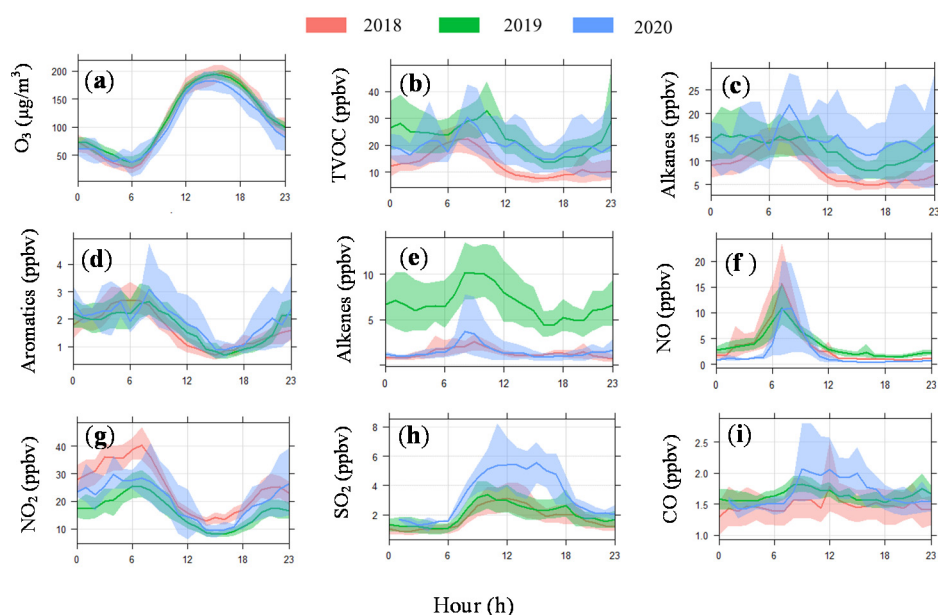 2018 2019 2020
(a) (b) (c)
O₃ (µg/m³)
200
150
100
50
0 6 12 18 23
TVOC (ppbv)
40
30
20
10
0 6 12 18 23
Alkanes (ppbv)
25
20
15
10
5
0 6 12 18 23
(d) (e) (f)
Aromatics (ppbv)
4
3
2
1
0 6 12 18 23
Alkenes (ppbv)
10
5
0
0 6 12 18 23
NO (ppbv)
20
15
10
5
0
0 6 12 18 23
(g) (h) (i)
NO₂ (ppbv)
40
30
20
10
0 6 12 18 23
SO₂ (ppbv)
8
6
4
2
0 6 12 18 23
CO (ppbv)
2.5
2.0
1.5
1.0
0 6 12 18 23
Hour (h)